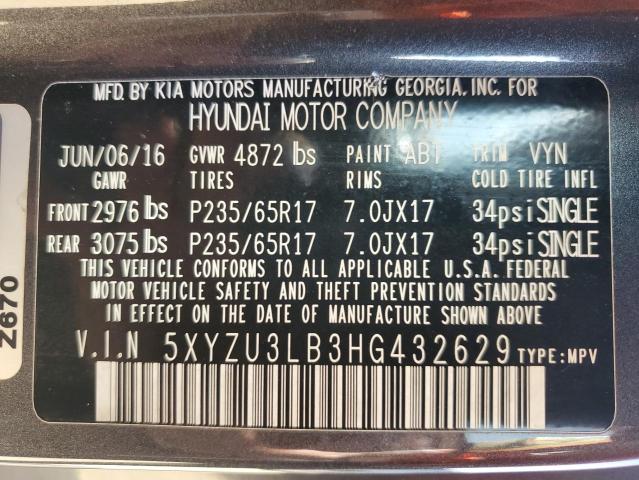 MFD. BY KIA MOTORS MANUFACTURING GEORGIA, INC. FOR
HYUNDAI MOTOR COMPANY
JUN/06/16 GVWR 4872 lbs PAINT ABT TRIM VYN
GAWR TIRES RIMS COLD TIRE INFL
FRONT 2976 lbs P235/65R17 7.0JX17 34psi SINGLE
REAR 3075 lbs P235/65R17 7.0JX17 34psi SINGLE
THIS VEHICLE CONFORMS TO ALL APPLICABLE U.S.A. FEDERAL
MOTOR VEHICLE SAFETY AND THEFT PREVENTION STANDARDS
IN EFFECT ON THE DATE OF MANUFACTURE SHOWN ABOVE.
V.I.N 5XYZU3LB3HG432629 TYPE:MPV
Z670